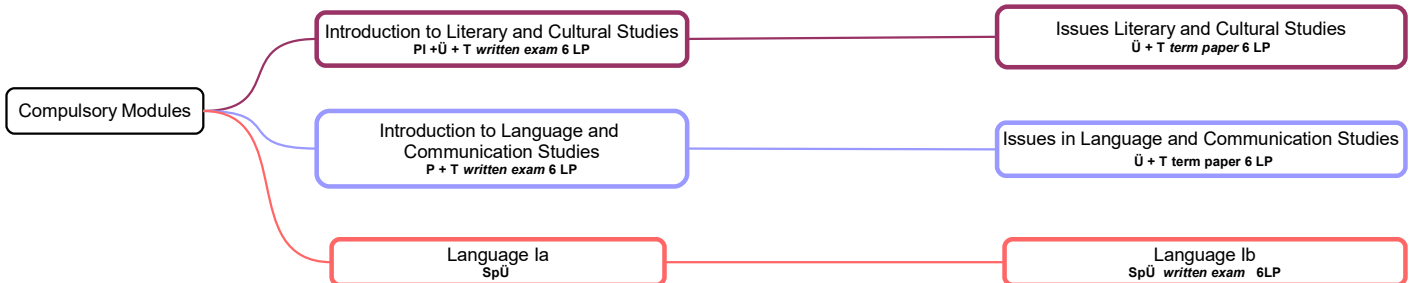 Introduction to Literary and Cultural Studies
PI +Ü + T written exam 6 LP
Issues Literary and Cultural Studies
Ü + T term paper 6 LP
Compulsory Modules
Introduction to Language and
Communication Studies
P + T written exam 6 LP
Issues in Language and Communication Studies
Ü + T term paper 6 LP
Language Ia
SpÜ
Language Ib
SpÜ written exam 6LP